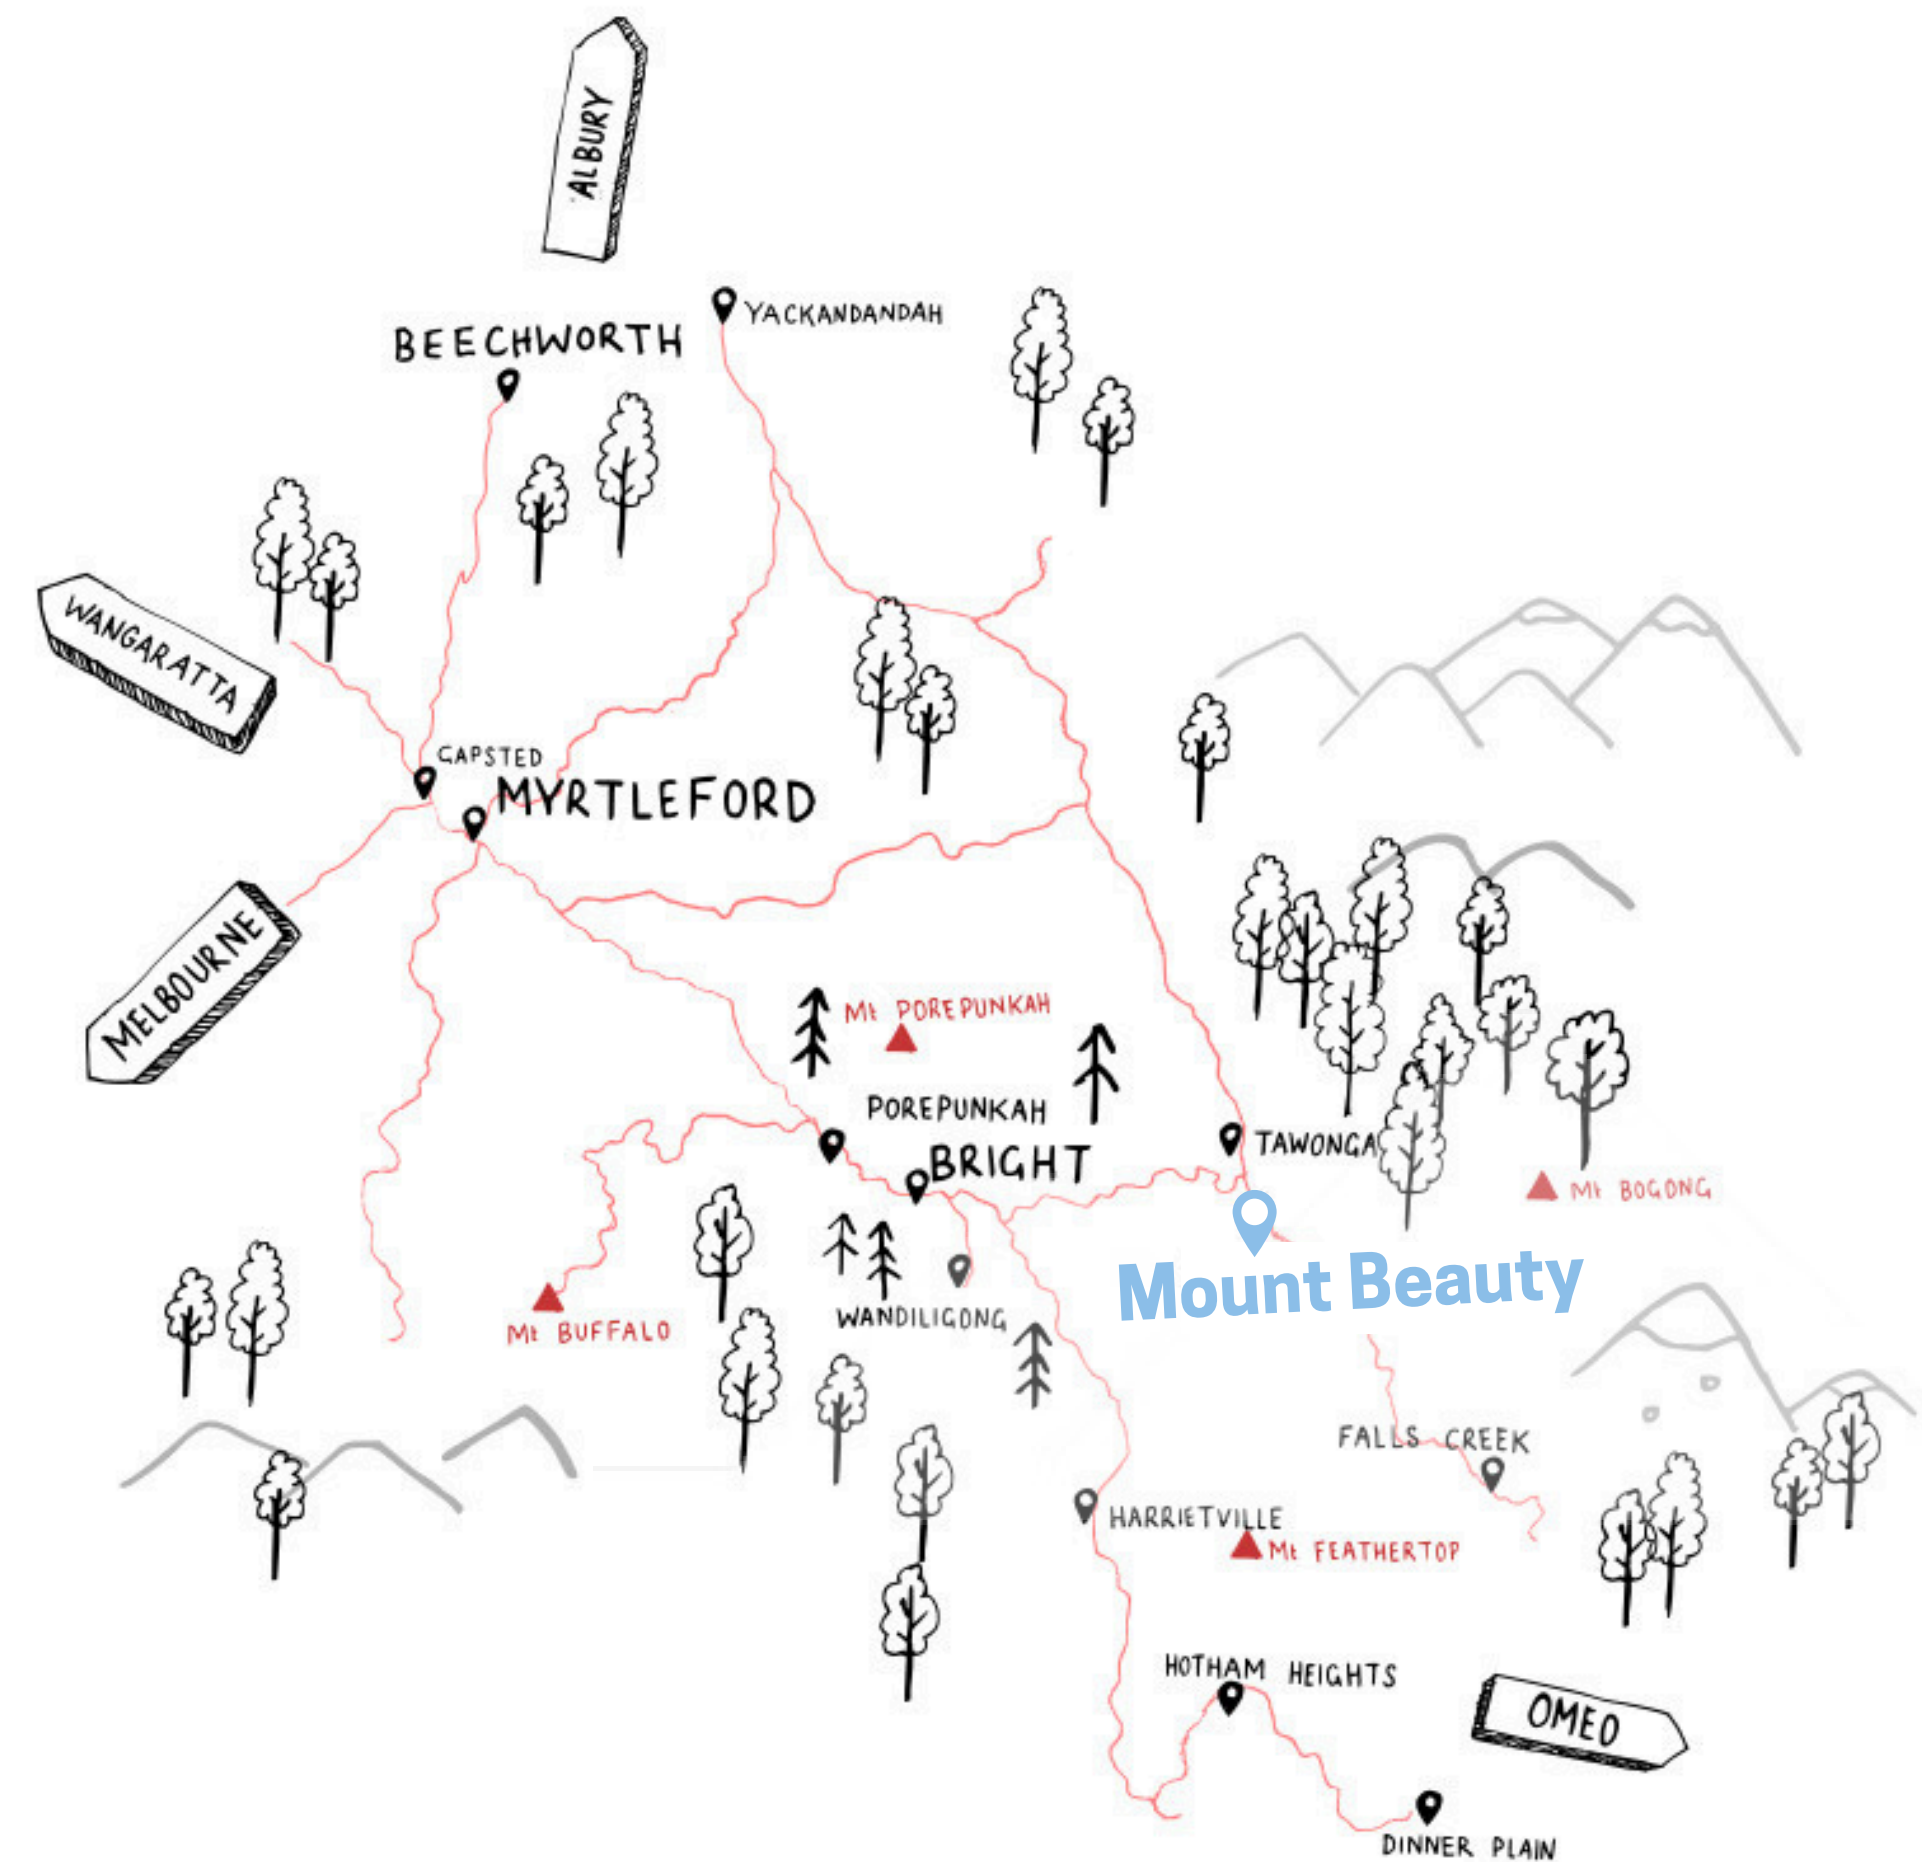 ALBURY
YACKANDANDAH
BEECHWORTH
WANGARATTA
GAPSTED
MYRTLEFORD
MELBOURNE
Mt POREPUNKAH
POREPUNKAH
BRIGHT
TAWONGA
Mt BOGONG
Mount Beauty
WANDILIGONG
Mt BUFFALO
FALLS CREEK
HARRIETVILLE
Mt FEATHERTOP
HOTHAM HEIGHTS
OMEO
DINNER PLAIN